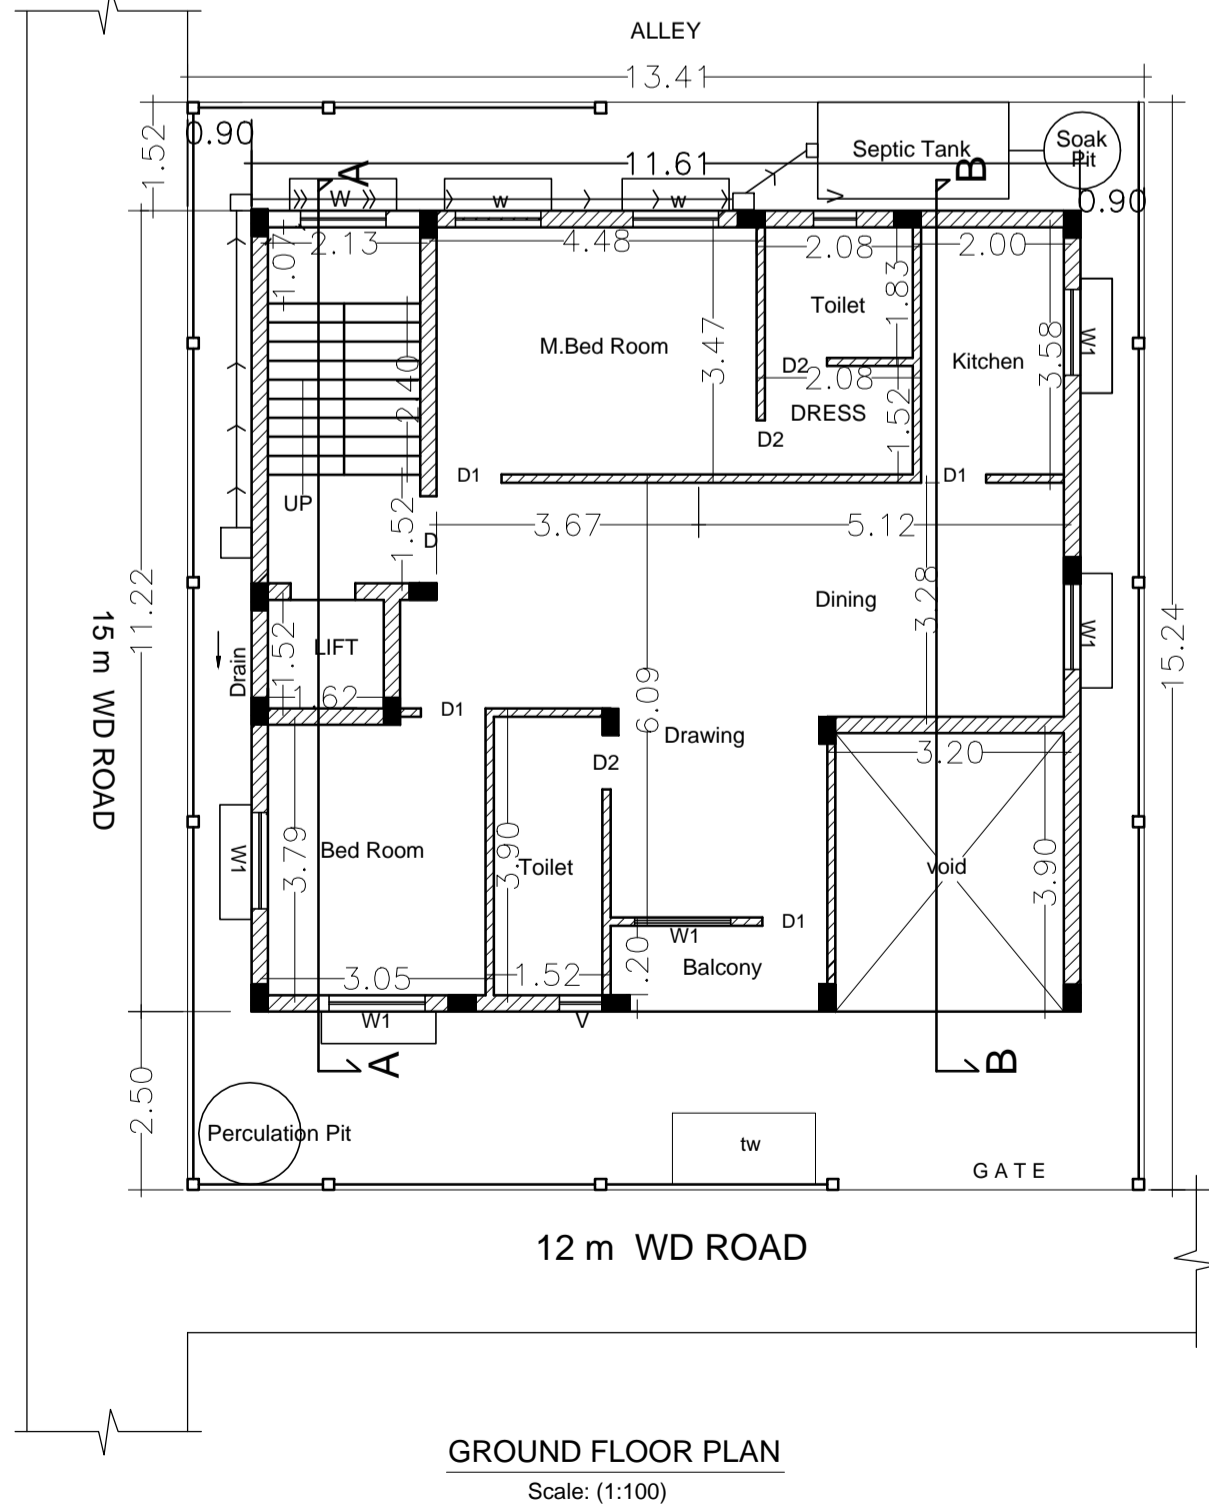 ALLEY
13.41
1.52
0.90
Septic Tank
Soak
Pit
11.61
A
B
0.90
W
w
w
V
1.07
2.13
4.48
2.08
2.00
1.83
Toilet
M.Bed Room
3.47
Kitchen
3.58
W1
D2
2.08
2.40
DRESS
1.52
D2
D1
D1
UP
1.52
D
3.67
5.12
11.22
Dining
3.28
15 m WD ROAD
Drain
1.52
LIFT
W1
15.24
1.62
D1
6.09
Drawing
D2
3.20
W1
3.79
Bed Room
3.90
Toilet
void
3.90
W1
D1
1.20
Balcony
3.05
1.52
W1
V
A
B
2.50
Perculation Pit
tw
GATE
12 m WD ROAD
GROUND FLOOR PLAN
Scale: (1:100)